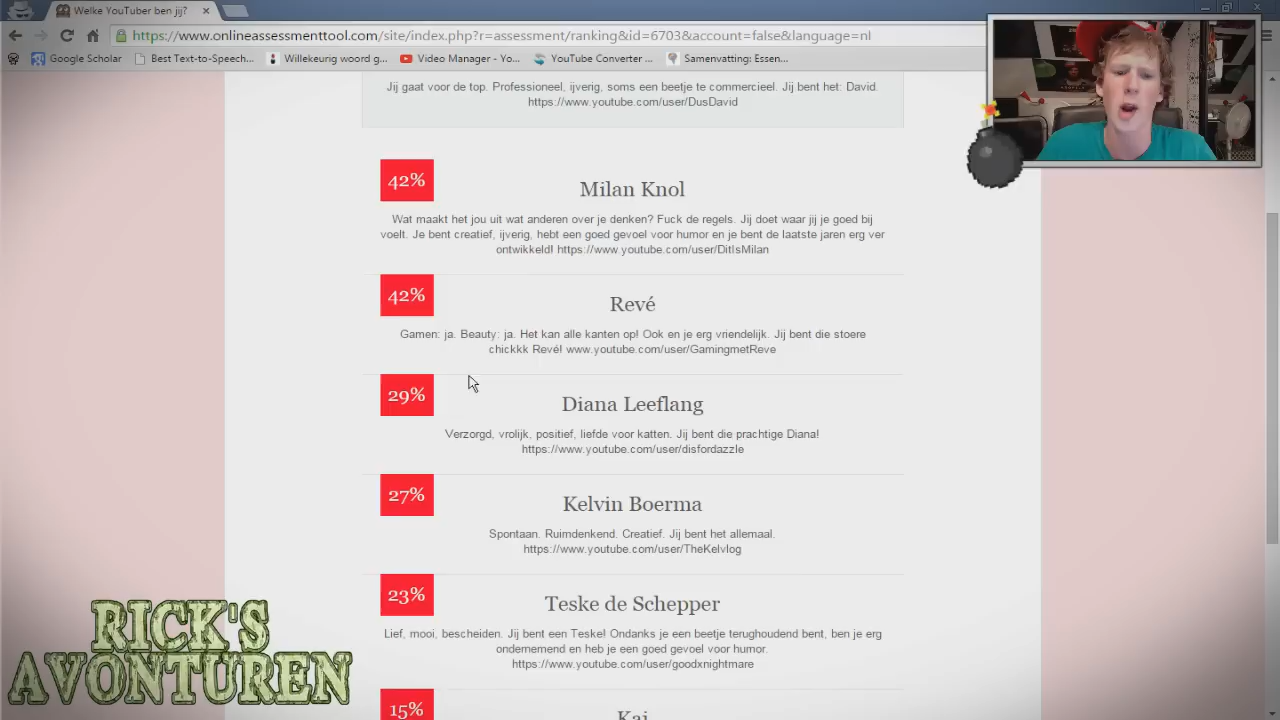 Welke YouTuber ben jij?
https://www.onlineassessmenttool.com/site/index.php?r=assessment/ranking&id=6703&account=false&language=nl
Google Scholar
Best Text-to-Speech...
Willekeurig woord g...
Video Manager - Yo...
YouTube Converter ...
Samenvatting: Essen...
Jij gaat voor de top. Professioneel, ijverig, soms een beetje te commercieel. Jij bent het: David.
https://www.youtube.com/user/DusDavid
42%
Milan Knol
Wat maakt het jou uit wat anderen over je denken? Fuck de regels. Jij doet waar jij je goed bij
voelt. Je bent creatief, ijverig, hebt een goed gevoel voor humor en je bent de laatste jaren erg ver
ontwikkeld! https://www.youtube.com/user/DitIsMilan
42%
Revé
Gamen: ja. Beauty: ja. Het kan alle kanten op! Ook en je erg vriendelijk. Jij bent die stoere
chickkk Revé! www.youtube.com/user/GamingmetReve
29%
Diana Leeflang
Verzorgd, vrolijk, positief, liefde voor katten. Jij bent die prachtige Diana!
https://www.youtube.com/user/disfordazzle
27%
Kelvin Boerma
Spontaan. Ruimdenkend. Creatief. Jij bent het allemaal.
https://www.youtube.com/user/TheKelvlog
23%
Teske de Schepper
Lief, mooi, bescheiden. Jij bent een Teske! Ondanks je een beetje terughoudend bent, ben je erg
ondernemend en heb je een goed gevoel voor humor.
https://www.youtube.com/user/goodxnightmare
15%
Kaj
RICK'S
AVONTUREN